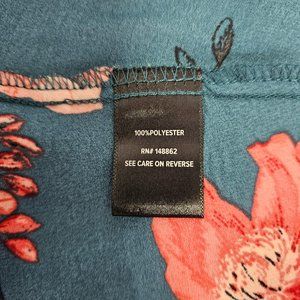 100%POLYESTER
RN# 148862
SEE CARE ON REVERSE